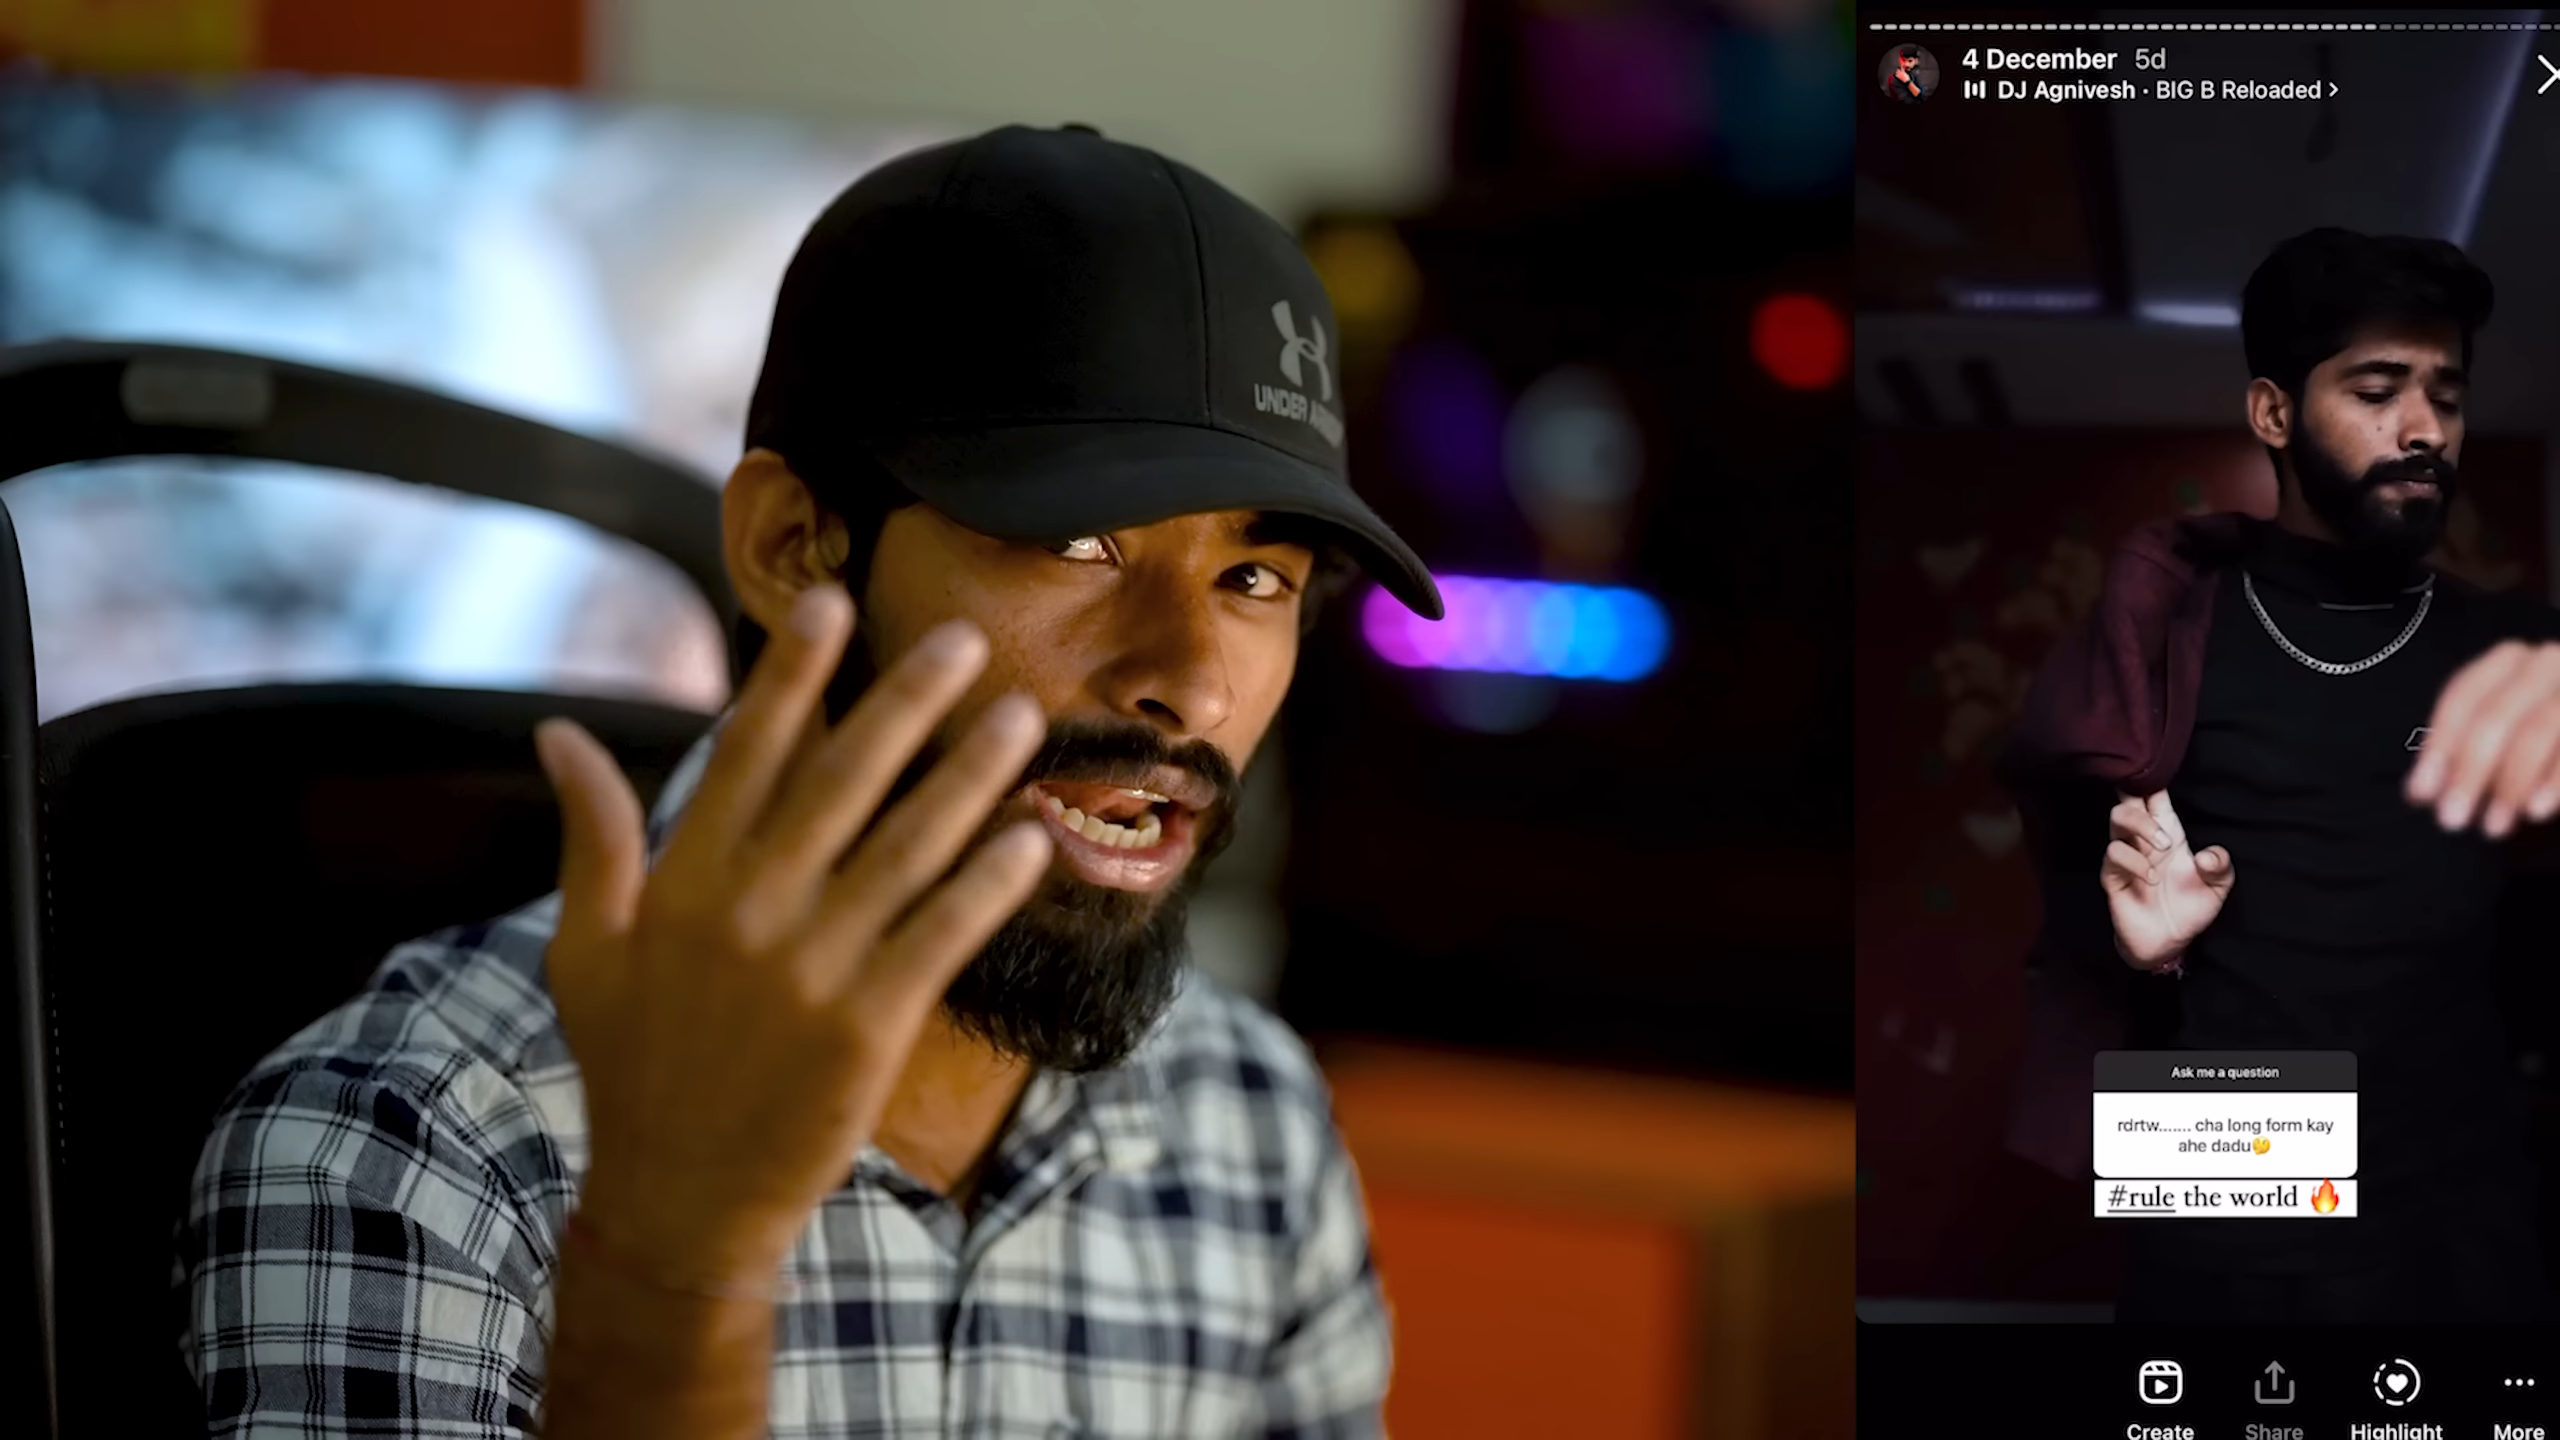 UNDER ARMOUR
4 December 5d
DJ Agnivesh · BIG B Reloaded >
Ask me a question
rdrtw....... cha long form kay
ahe dadu🤔
#rule the world 🔥
Create Share Highlight More